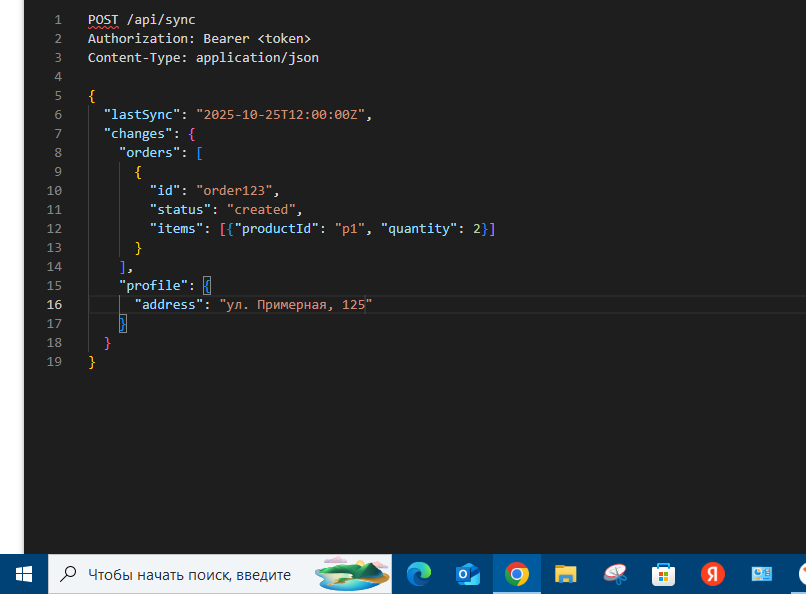 1 POST /api/sync
2 Authorization: Bearer <token>
3 Content-Type: application/json
4
5 {
6   "lastSync": "2025-10-25T12:00:00Z",
7   "changes": {
8     "orders": [
9       {
10         "id": "order123",
11         "status": "created",
12         "items": [{"productId": "p1", "quantity": 2}]
13       }
14     ],
15     "profile": {
16       "address": "ул. Примерная, 125"
17     }
18   }
19 }
Чтобы начать поиск, введите
Я